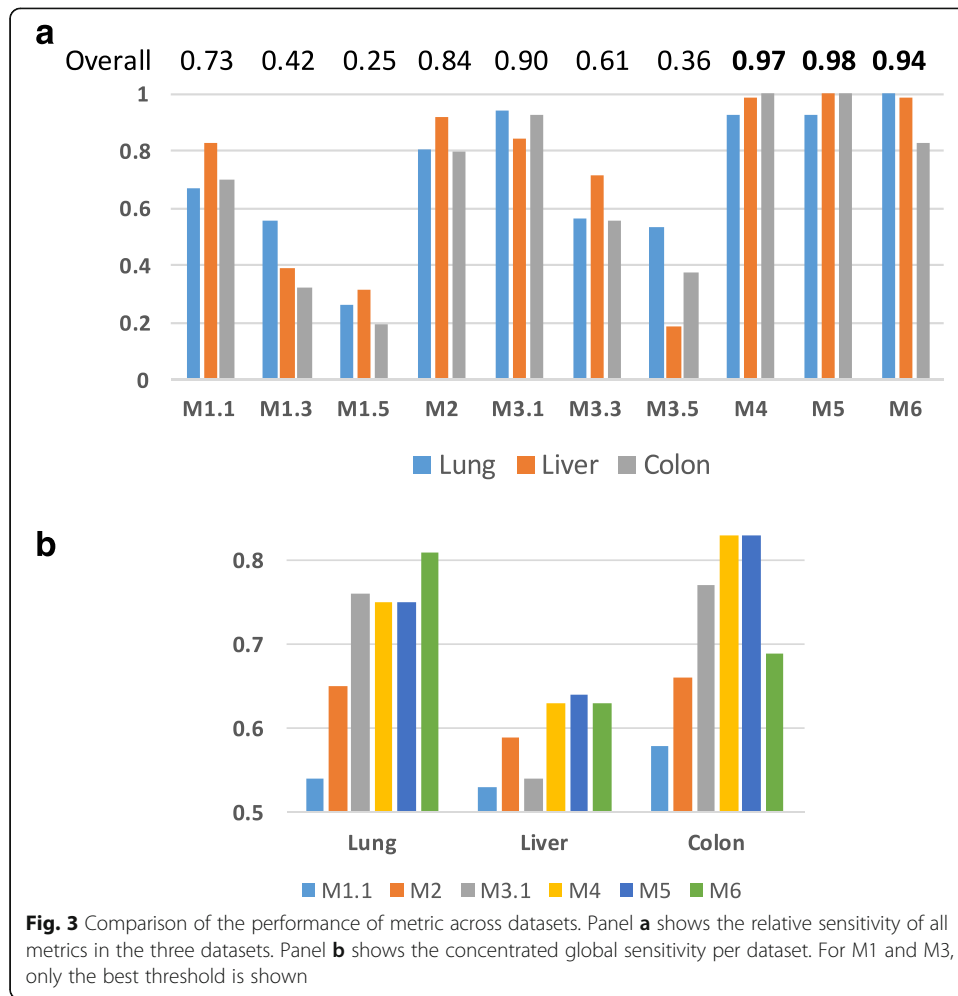 a
Overall 0.73 0.42 0.25 0.84 0.90 0.61 0.36 0.97 0.98 0.94
1
0.8
0.6
0.4
0.2
0
M1.1 M1.3 M1.5 M2 M3.1 M3.3 M3.5 M4 M5 M6
Lung Liver Colon
b
0.8
0.7
0.6
0.5
Lung Liver Colon
M1.1 M2 M3.1 M4 M5 M6
Fig. 3 Comparison of the performance of metric across datasets. Panel a shows the relative sensitivity of all
metrics in the three datasets. Panel b shows the concentrated global sensitivity per dataset. For M1 and M3,
only the best threshold is shown